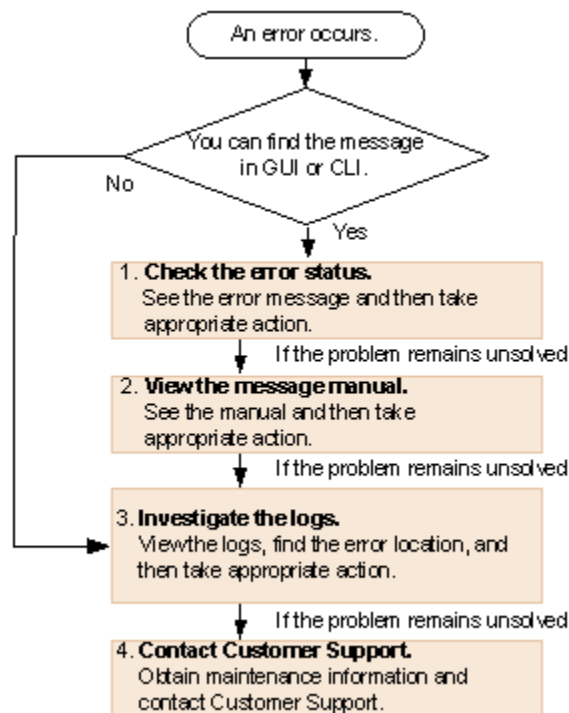 An error occurs.
You can find the message
in GUI or CLI.
No
Yes
1. Check the error status.
See the error message and then take
appropriate action.
If the problem remains unsolved
2. View the message manual.
See the manual and then take
appropriate action.
If the problem remains unsolved
3. Investigate the logs.
View the logs, find the error location, and
then take appropriate action.
If the problem remains unsolved
4. Contact Customer Support.
Obtain maintenance information and
contact Customer Support.